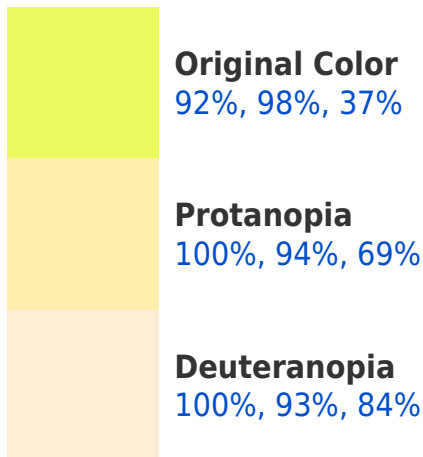 Original Color
92%, 98%, 37%
Protanopia
100%, 94%, 69%
Deuteranopia
100%, 93%, 84%